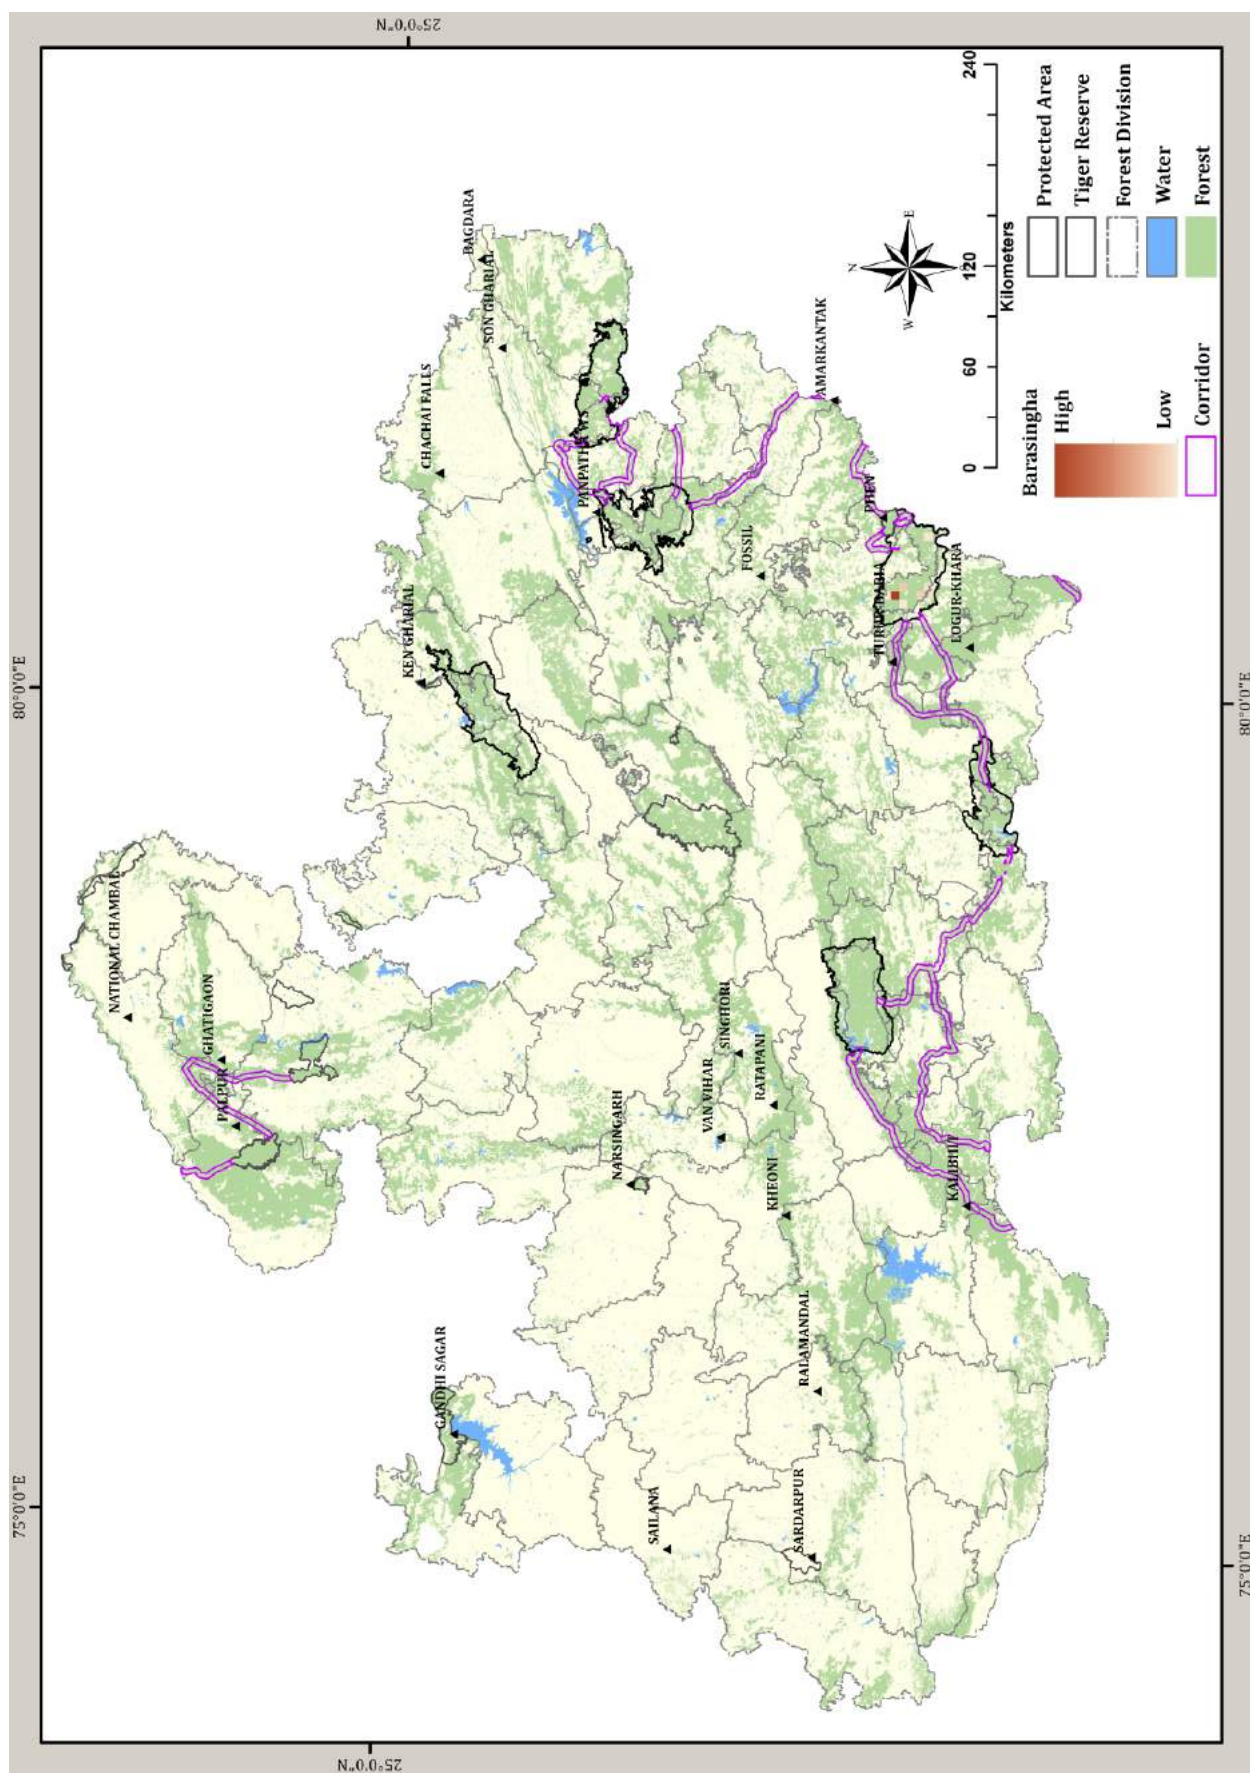 25°0'0"N
80°0'0"E
75°0'0"E
BAGDARA
SON GHARIAL
CHACHAI FALLS
KEN GHARIAL
PANPATHA WS
NATIONAL CHAMBAL
GHATIGAON
PALPUR
AMARKANTAK
FOSSIL
PHEN
LOGUR-KHARA
SINGHORI
VAN VIHAR
RATAPANI
NARSINGARH
KHEONI
KALIBHIT
GANDHI SAGAR
RALAMANDAL
SAILANA
SARDARPUR
N
W
E
0
60
120
240
Kilometers
Barasingha
High
Low
Corridor
Protected Area
Tiger Reserve
Forest Division
Water
Forest
80°0'0"E
75°0'0"E
25°0'0"N